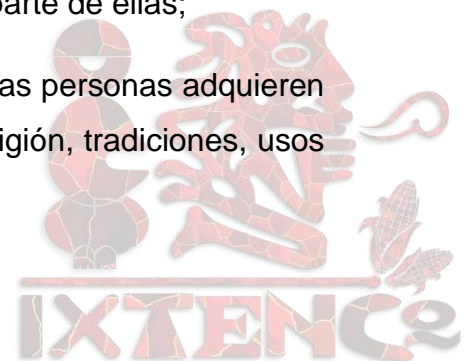 parte de ellas;
as personas adquieren
igión, tradiciones, usos
IXTENCO